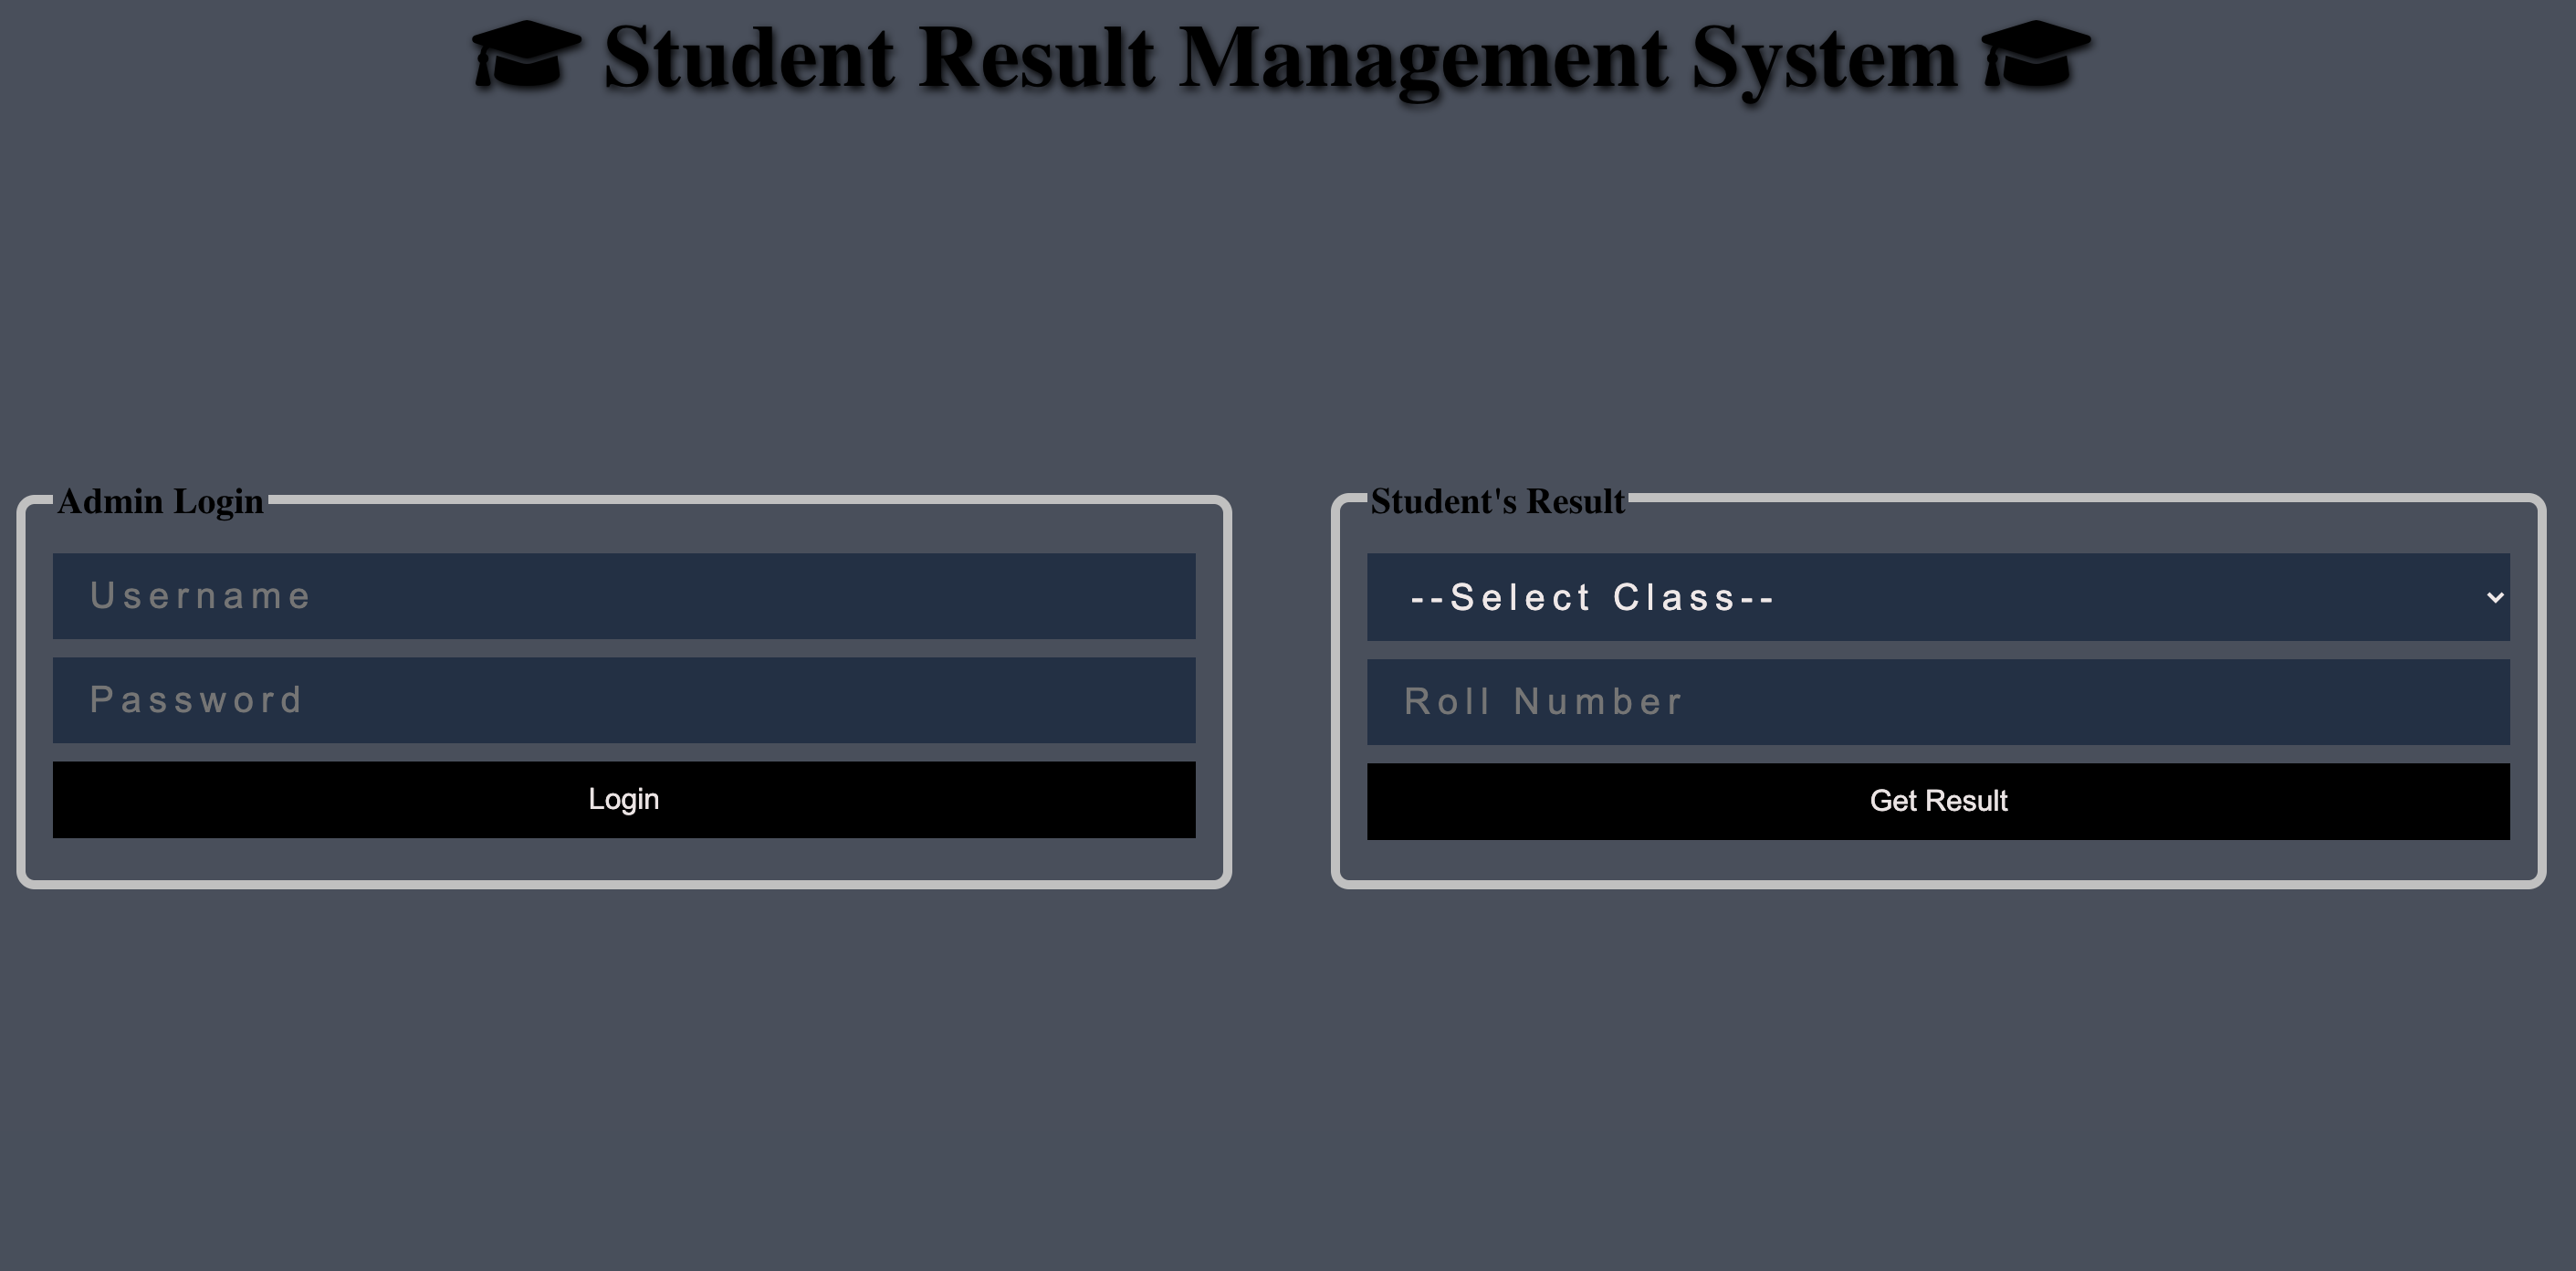 Student Result Management System
Admin Login
Username
Password
Login
Student's Result
--Select Class--
Roll Number
Get Result